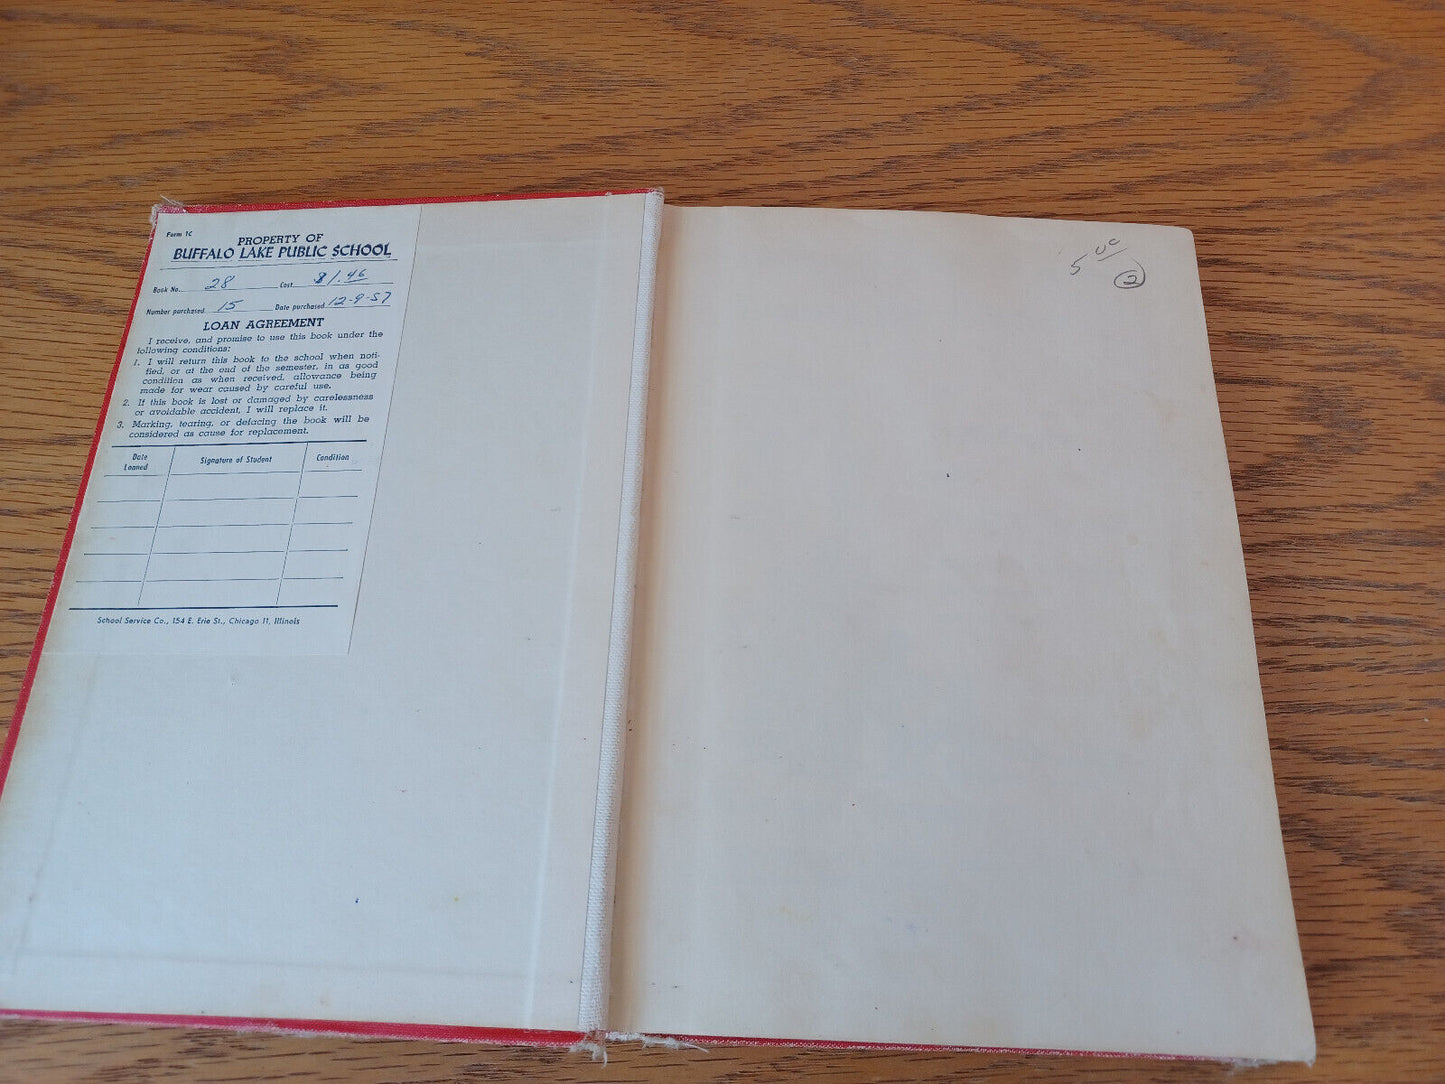 Form 1C
PROPERTY OF
BUFFALO LAKE PUBLIC SCHOOL
Book No. 28 Cost $1.46
Number purchased 15 Date purchased 12-9-57
LOAN AGREEMENT
I receive, and promise to use this book under the
following conditions:
1. I will return this book to the school when noti-
fied, or at the end of the semester, in as good
condition as when received, allowance being
made for wear caused by careful use.
2. If this book is lost or damaged by carelessness
or avoidable accident, I will replace it.
3. Marking, tearing, or defacing the book will be
considered as cause for replacement.
Date Loaned Signature of Student Condition
School Service Co., 154 E. Erie St., Chicago 11, Illinois
5 00
2